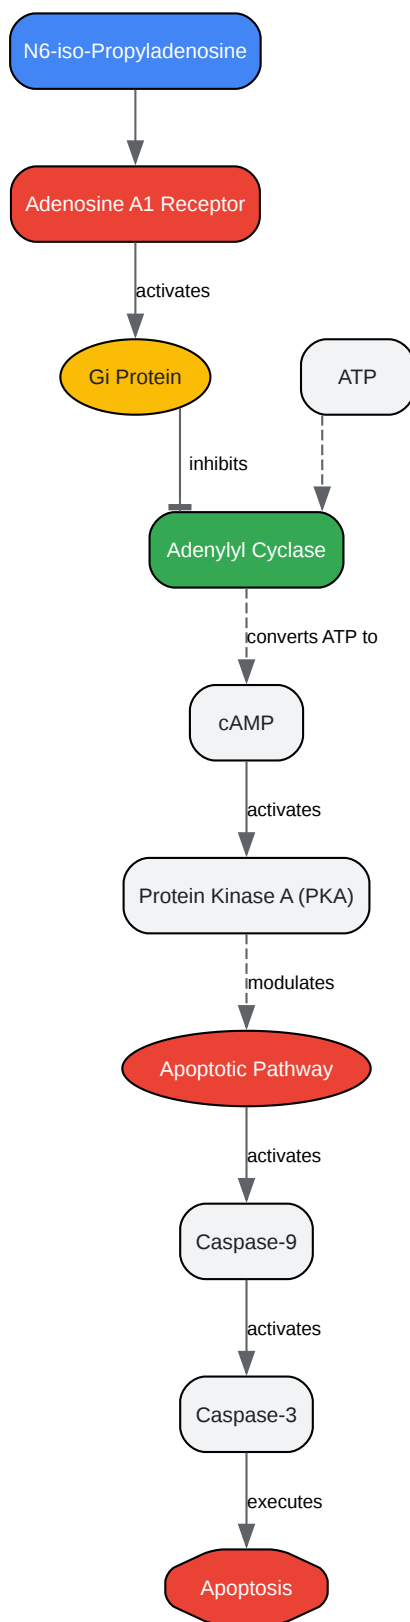 N6-iso-Propyladenosine
Adenosine A1 Receptor
activates
Gi Protein
ATP
inhibits
Adenylyl Cyclase
converts ATP to
cAMP
activates
Protein Kinase A (PKA)
modulates
Apoptotic Pathway
activates
Caspase-9
activates
Caspase-3
executes
Apoptosis